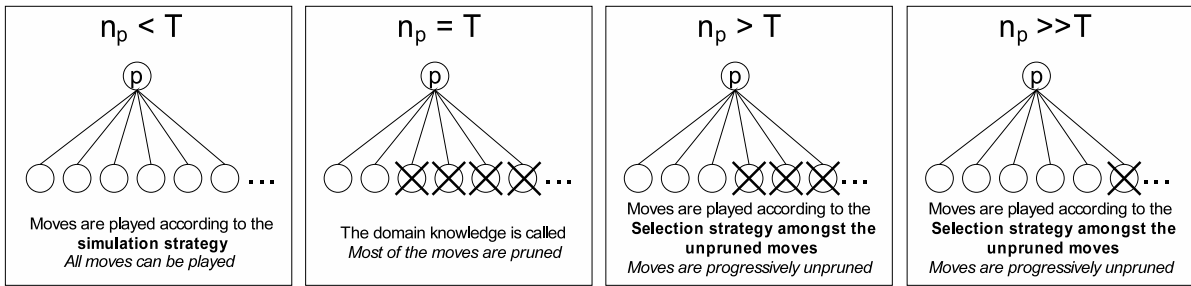 n_p < T
p
...
Moves are played according to the
simulation strategy
All moves can be played
n_p = T
p
...
The domain knowledge is called
Most of the moves are pruned
n_p > T
p
...
Moves are played according to the
Selection strategy amongst the
unpruned moves
Moves are progressively unpruned
n_p >>T
p
...
Moves are played according to the
Selection strategy amongst the
unpruned moves
Moves are progressively unpruned